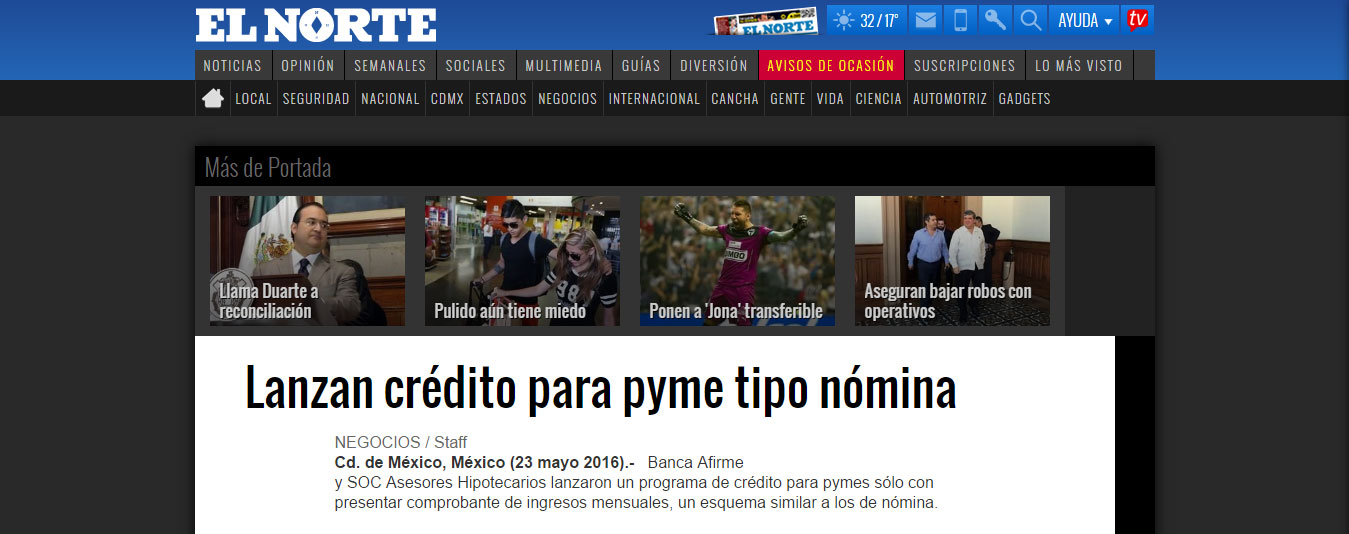 EL NORTE
EL NORTE
32 / 17°
AYUDA
tv
NOTICIAS
OPINIÓN
SEMANALES
SOCIALES
MULTIMEDIA
GUÍAS
DIVERSIÓN
AVISOS DE OCASIÓN
SUSCRIPCIONES
LO MÁS VISTO
LOCAL
SEGURIDAD
NACIONAL
CDMX
ESTADOS
NEGOCIOS
INTERNACIONAL
CANCHA
GENTE
VIDA
CIENCIA
AUTOMOTRIZ
GADGETS
Más de Portada
Llama Duarte a
reconciliación
98
Pulido aún tiene miedo
Ponen a 'Jona' transferible
Aseguran bajar robos con
operativos
Lanzan crédito para pyme tipo nómina
NEGOCIOS / Staff
Cd. de México, México (23 mayo 2016).- Banca Afirme
y SOC Asesores Hipotecarios lanzaron un programa de crédito para pymes sólo con
presentar comprobante de ingresos mensuales, un esquema similar a los de nómina.